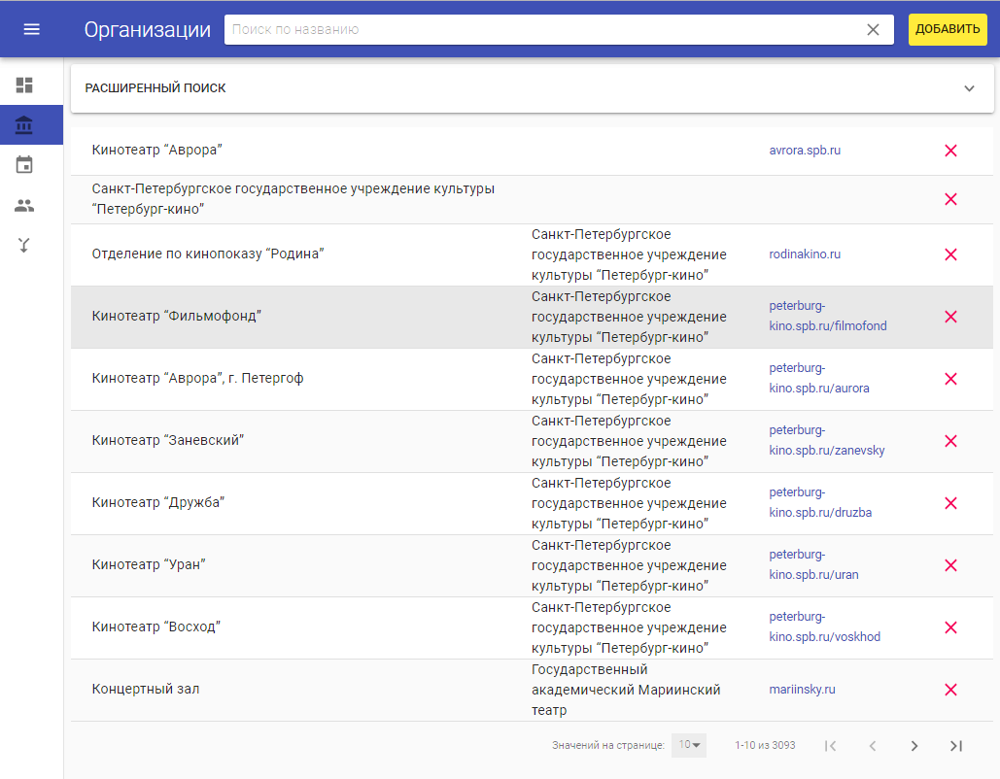 Организации
Поиск по названию
ДОБАВИТЬ
РАСШИРЕННЫЙ ПОИСК
Кинотеатр “Аврора”
avrora.spb.ru
Санкт-Петербургское государственное учреждение культуры
“Петербург-кино”
Отделение по кинопоказу “Родина”
Санкт-Петербургское
государственное учреждение
культуры “Петербург-кино”
rodinakino.ru
Кинотеатр “Фильмофонд”
Санкт-Петербургское
государственное учреждение
культуры “Петербург-кино”
peterburg-
kino.spb.ru/filmofond
Кинотеатр “Аврора”, г. Петергоф
Санкт-Петербургское
государственное учреждение
культуры “Петербург-кино”
peterburg-
kino.spb.ru/aurora
Кинотеатр “Заневский”
Санкт-Петербургское
государственное учреждение
культуры “Петербург-кино”
peterburg-
kino.spb.ru/zanevsky
Кинотеатр “Дружба”
Санкт-Петербургское
государственное учреждение
культуры “Петербург-кино”
peterburg-
kino.spb.ru/druzba
Кинотеатр “Уран”
Санкт-Петербургское
государственное учреждение
культуры “Петербург-кино”
peterburg-
kino.spb.ru/uran
Кинотеатр “Восход”
Санкт-Петербургское
государственное учреждение
культуры “Петербург-кино”
peterburg-
kino.spb.ru/voskhod
Концертный зал
Государственный
академический Мариинский
театр
mariinsky.ru
Значений на странице:
10
1-10 из 3093